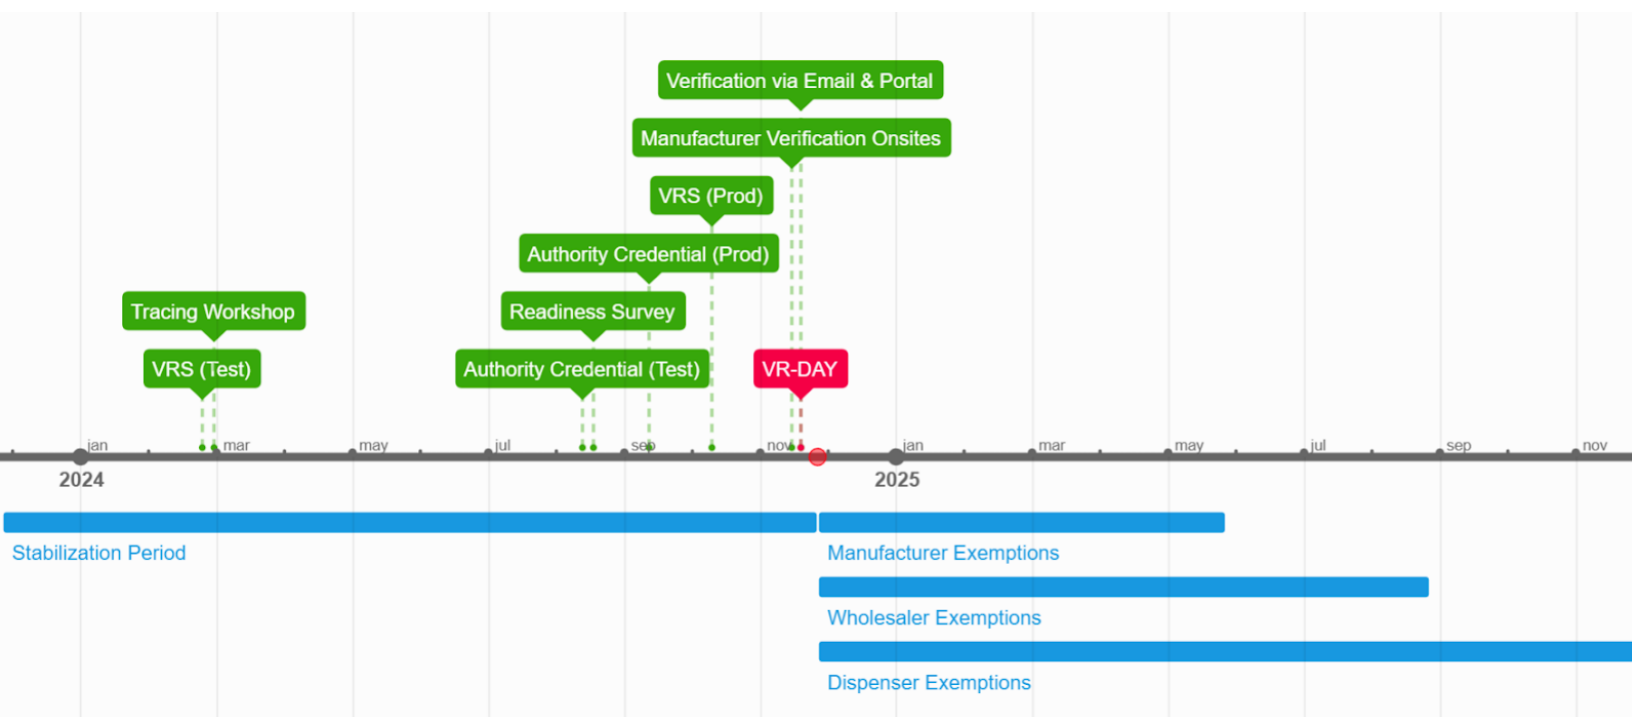 Verification via Email & Portal
Manufacturer Verification Onsites
VRS (Prod)
Authority Credential (Prod)
Tracing Workshop
Readiness Survey
VRS (Test)
Authority Credential (Test)
VR-DAY
jan mar may jul sep nov jan mar may jul sep nov
2024 2025
Stabilization Period
Manufacturer Exemptions
Wholesaler Exemptions
Dispenser Exemptions